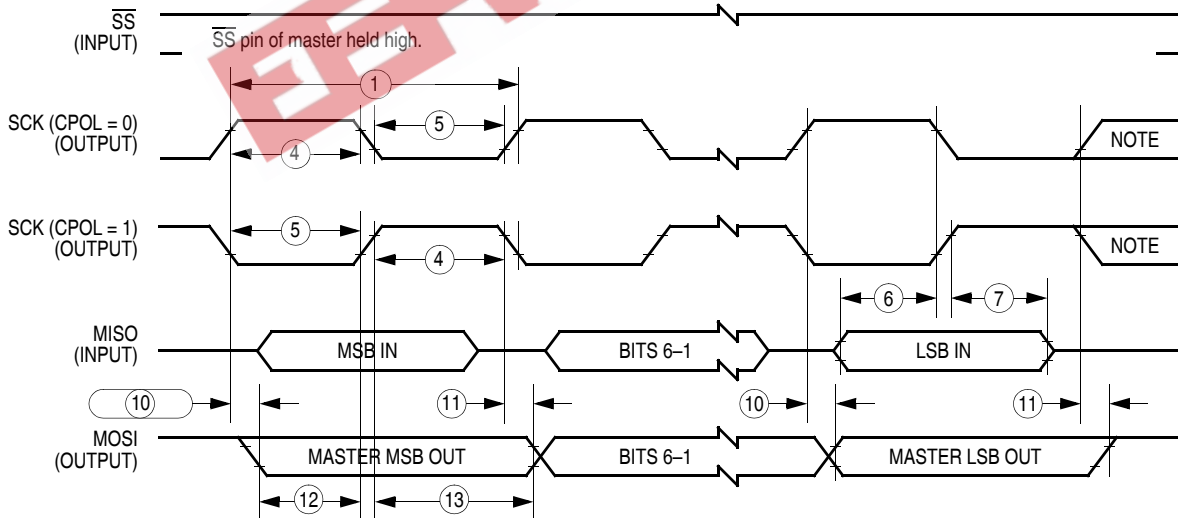 SS
(INPUT)
SS pin of master held high.
1
SCK (CPOL = 0)
(OUTPUT)
5
4
NOTE
SCK (CPOL = 1)
(OUTPUT)
5
4
NOTE
6
7
MISO
(INPUT)
MSB IN
BITS 6–1
LSB IN
10
11
10
11
MOSI
(OUTPUT)
MASTER MSB OUT
BITS 6–1
MASTER LSB OUT
12
13